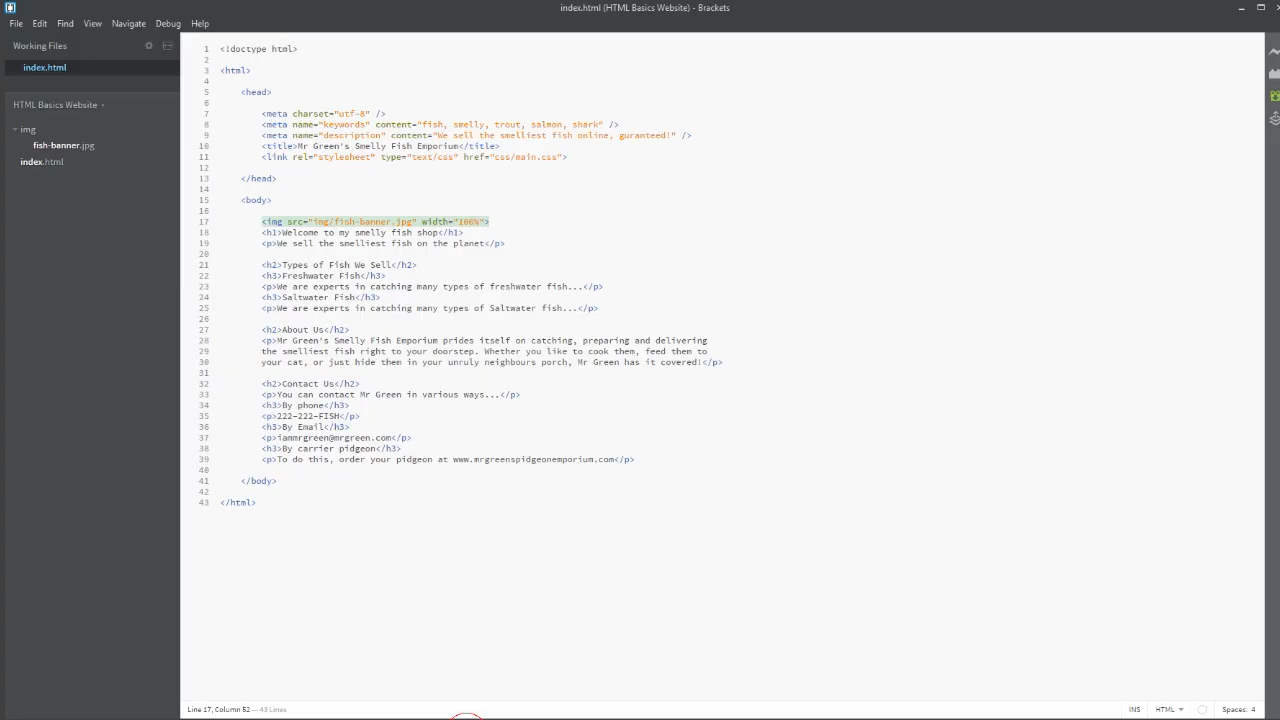 index.html (HTML Basics Website) - Brackets
File Edit Find View Navigate Debug Help
Working Files
index.html
HTML Basics Website
img
fish-banner.jpg
index.html
1 <!doctype html>
2
3 <html>
4
5 <head>
6
7 <meta charset="utf-8" />
8 <meta name="keywords" content="fish, smelly, trout, salmon, shark" />
9 <meta name="description" content="We sell the smelliest fish online, guranteed!" />
10 <title>Mr Green's Smelly Fish Emporium</title>
11 <link rel="stylesheet" type="text/css" href="css/main.css">
12
13 </head>
14
15 <body>
16
17 <img src="img/fish-banner.jpg" width="100%">
18 <h1>Welcome to my smelly fish shop</h1>
19 <p>We sell the smelliest fish on the planet</p>
20
21 <h2>Types of Fish We Sell</h2>
22 <h3>Freshwater Fish</h3>
23 <p>We are experts in catching many types of freshwater fish...</p>
24 <h3>Saltwater Fish</h3>
25 <p>We are experts in catching many types of Saltwater fish...</p>
26
27 <h2>About Us</h2>
28 <p>Mr Green's Smelly Fish Emporium prides itself on catching, preparing and delivering
29 the smelliest fish right to your doorstep. Whether you like to cook them, feed them to
30 your cat, or just hide them in your unruly neighbours porch, Mr Green has it covered!</p>
31
32 <h2>Contact Us</h2>
33 <p>You can contact Mr Green in various ways...</p>
34 <h3>By phone</h3>
35 <p>222-222-FISH</p>
36 <h3>By Email</h3>
37 <p>iammrgreen@mrgreen.com</p>
38 <h3>By carrier pidgeon</h3>
39 <p>To do this, order your pidgeon at www.mrgreenspidgeonemporium.com</p>
40
41 </body>
42
43 </html>
Line 17, Column 52 — 43 Lines
INS HTML Spaces: 4